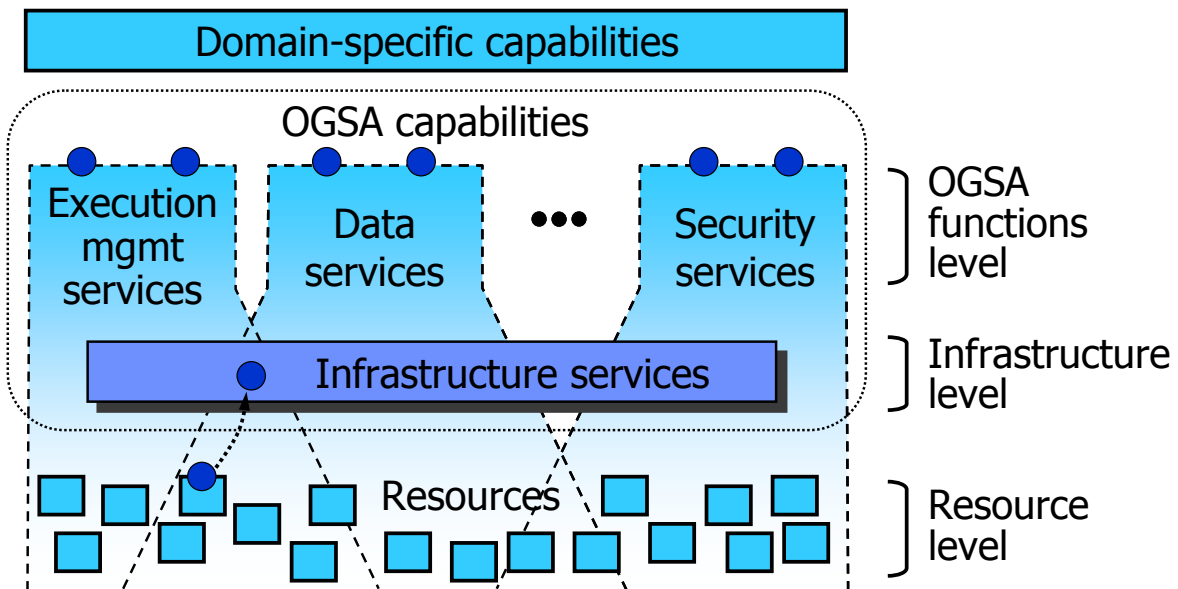 Domain-specific capabilities
OGSA capabilities
Execution
mgmt
services
Data
services
Security
services
OGSA
functions
level
Infrastructure services
Infrastructure
level
Resources
Resource
level